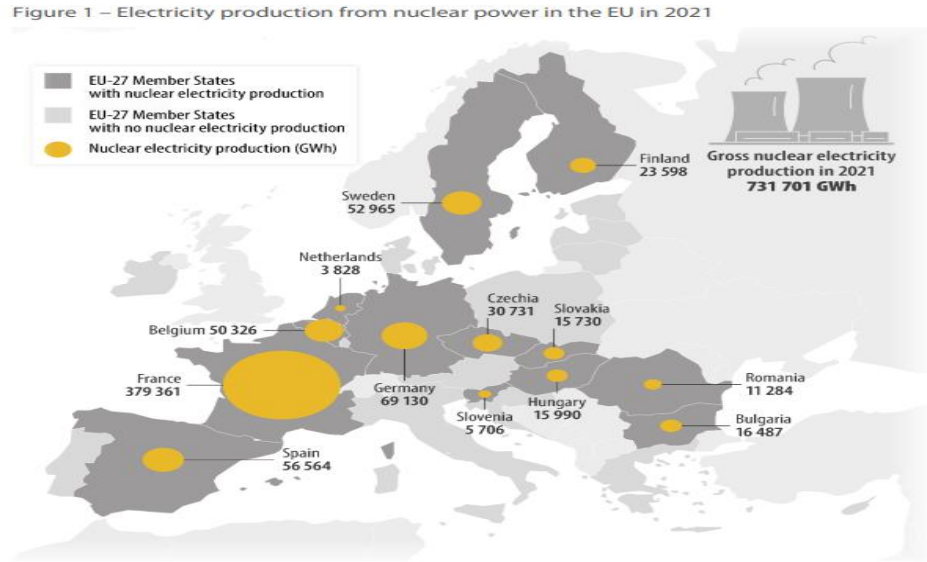 Figure 1 – Electricity production from nuclear power in the EU in 2021
EU-27 Member States
with nuclear electricity production
EU-27 Member States
with no nuclear electricity production
Nuclear electricity production (GWh)
Gross nuclear electricity
production in 2021
731 701 GWh
Finland
23 598
Sweden
52 965
Netherlands
3 828
Czechia
30 731
Slovakia
15 730
Belgium 50 326
France
379 361
Germany
69 130
Slovenia
5 706
Hungary
15 990
Romania
11 284
Bulgaria
16 487
Spain
56 564